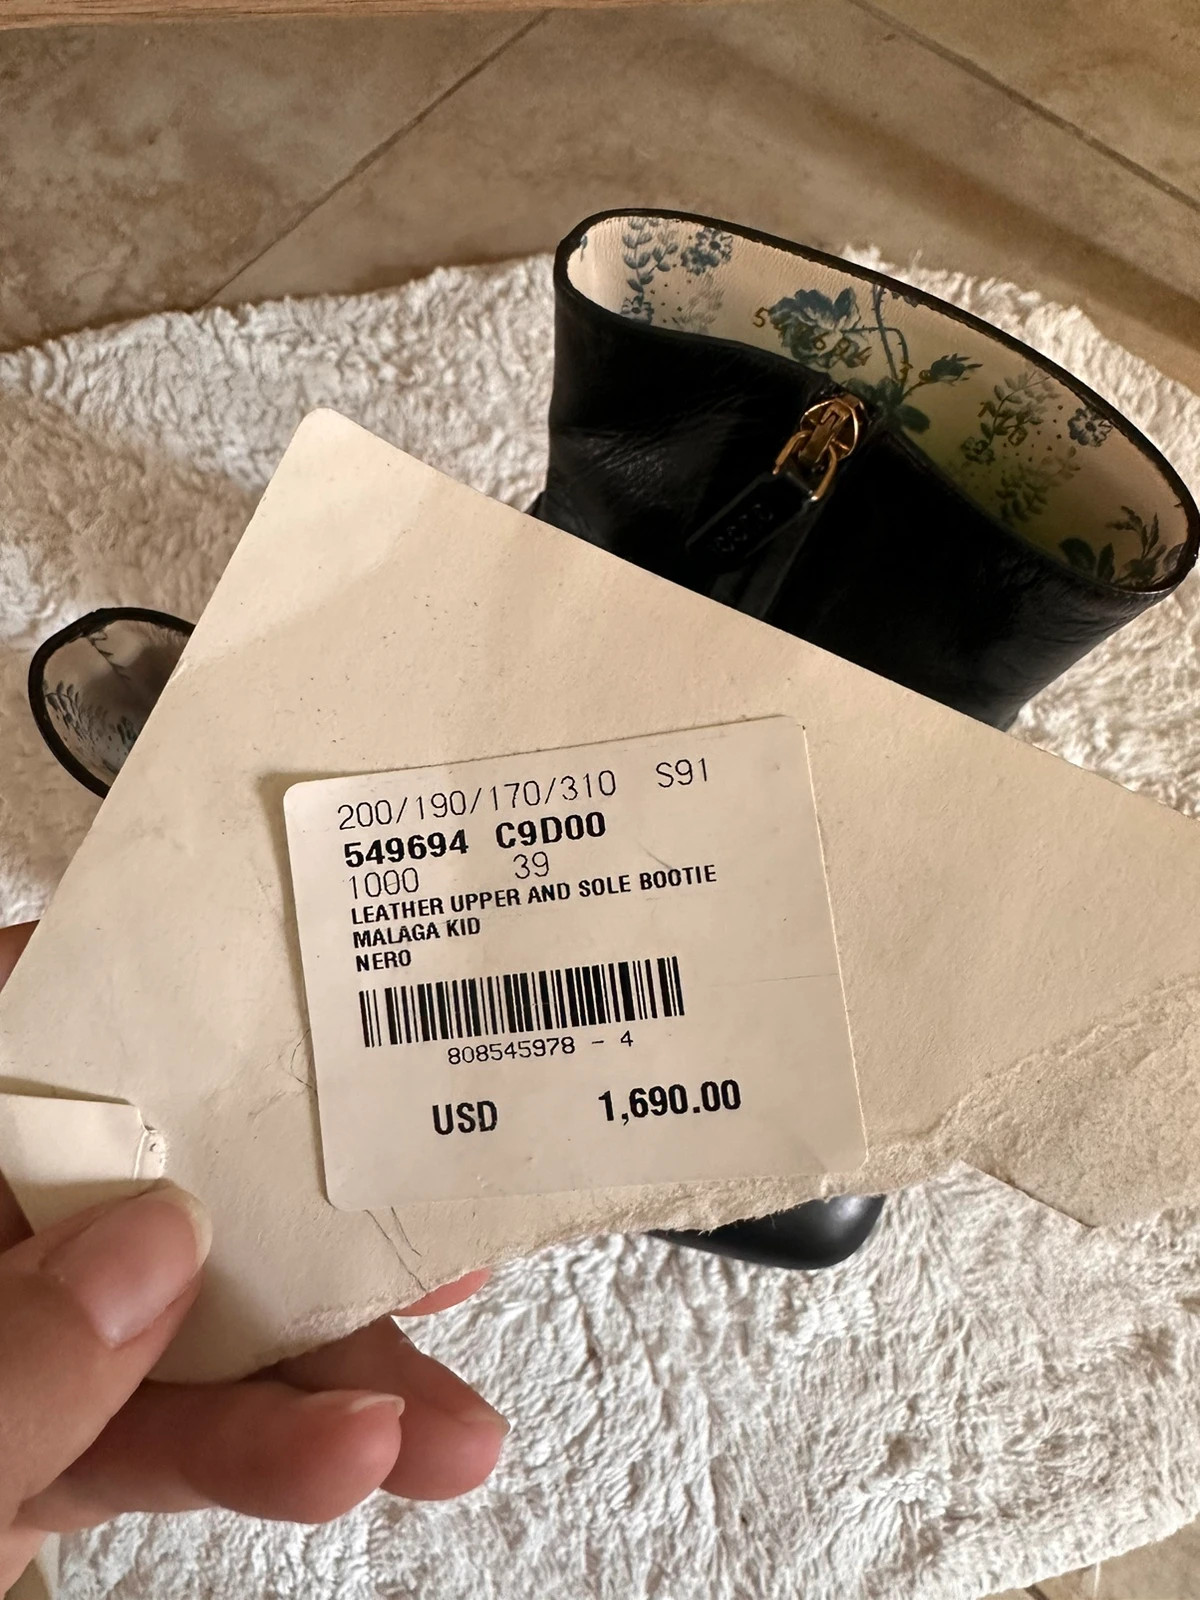 200/190/170/310 S91
549694 C9D00
1000 39
LEATHER UPPER AND SOLE BOOTIE
MALAGA KID
NERO
808545978 - 4
USD 1,690.00